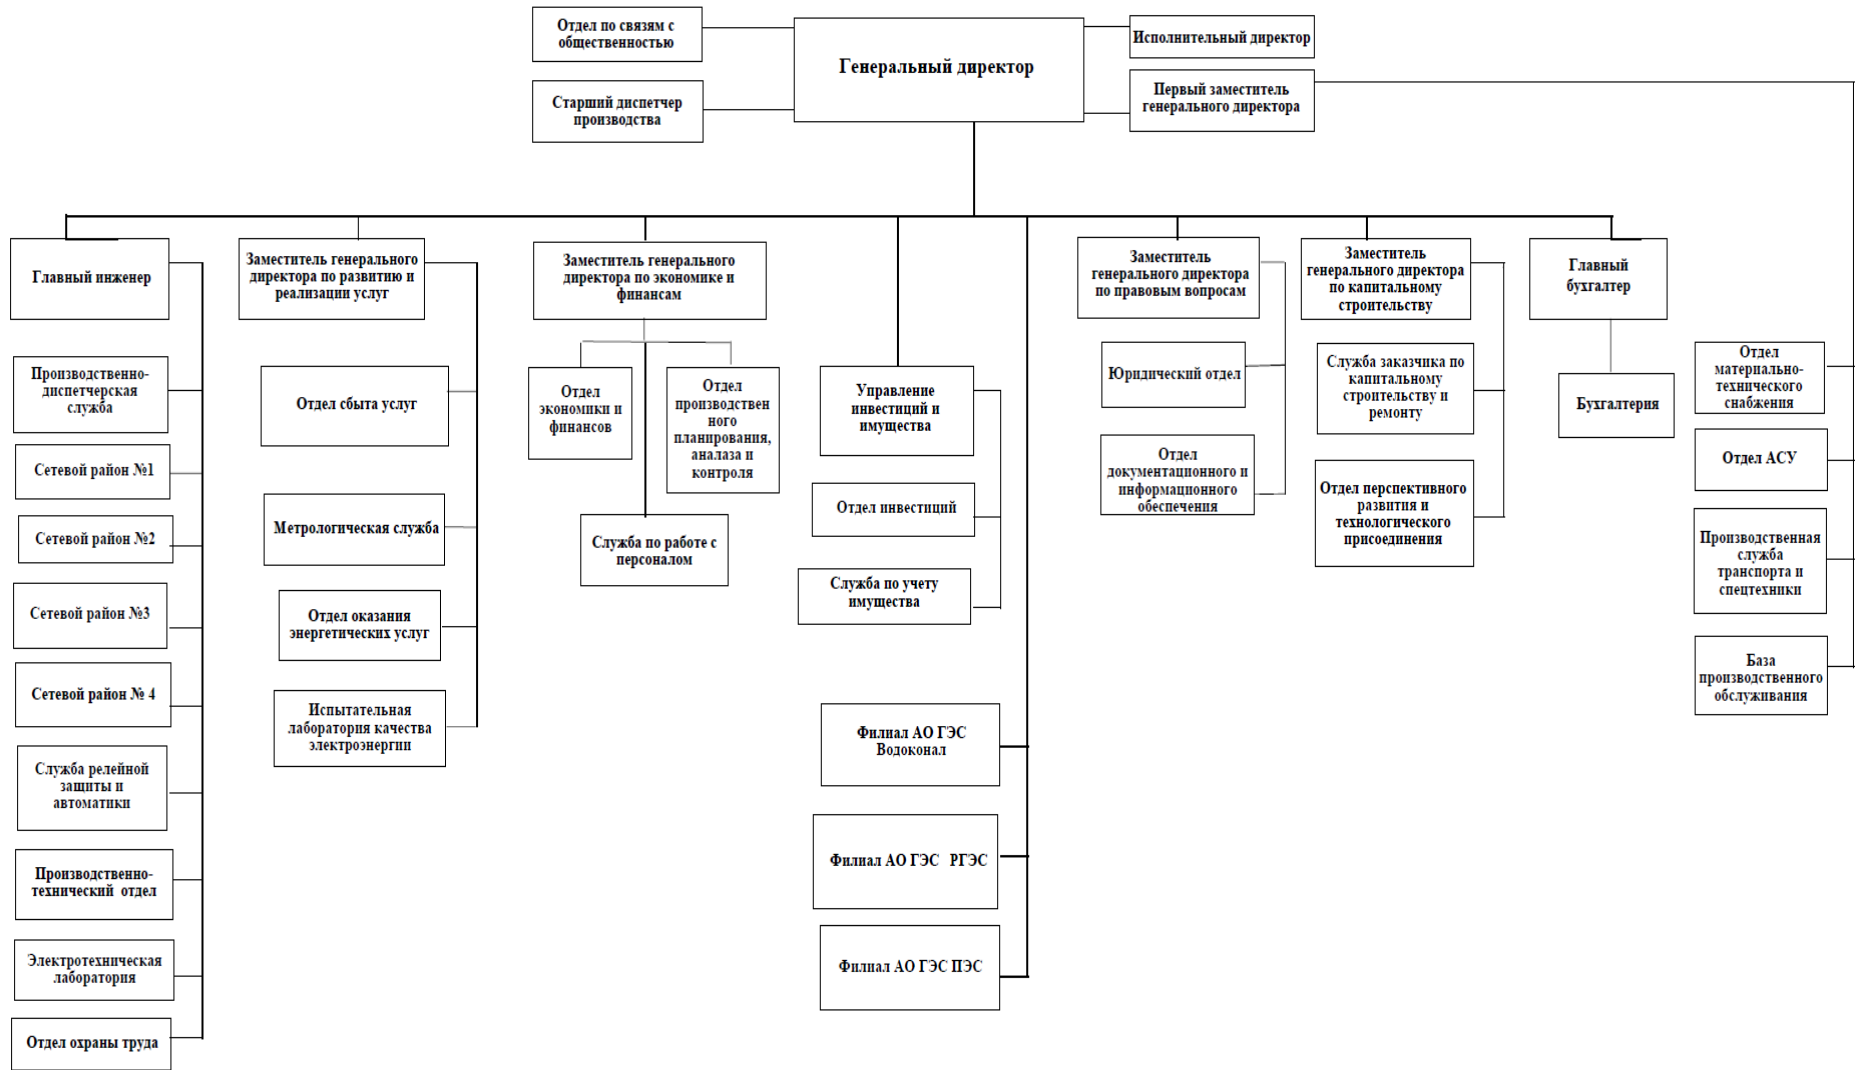 Отдел по связям с
общественностью
Генеральный директор
Исполнительный директор
Старший диспетчер
производства
Первый заместитель
генерального директора
Главный инженер
Производственно-
диспетчерская
служба
Сетевой район №1
Сетевой район №2
Сетевой район №3
Сетевой район № 4
Служба релейной
защиты и
автоматики
Производственно-
технический отдел
Электротехническая
лаборатория
Отдел охраны труда
Заместитель генерального
директора по развитию и
реализации услуг
Отдел сбыта услуг
Метрологическая служба
Отдел оказания
энергетических услуг
Испытательная
лаборатория качества
электроэнергии
Заместитель генерального
директора по экономике и
финансам
Отдел
экономики и
финансов
Отдел
производствен
ного
планирования,
аналаза и
контроля
Служба по работе с
персоналом
Управление
инвестиций и
имущества
Отдел инвестиций
Служба по учету
имущества
Филиал АО ГЭС
Водоконал
Филиал АО ГЭС РГЭС
Филиал АО ГЭС ПЭС
Заместитель
генерального директора
по правовым вопросам
Юридический отдел
Отдел
документационного и
информационного
обеспечения
Заместитель
генерального директора
по капитальному
строительству
Служба заказчика по
капитальному
строительству и
ремонту
Отдел перспективного
развития и
технологического
присоединения
Главный
бухгалтер
Бухгалтерия
Отдел
материально-
технического
снабжения
Отдел АСУ
Производственная
служба
транспорта и
спецтехники
База
производственного
обслуживания